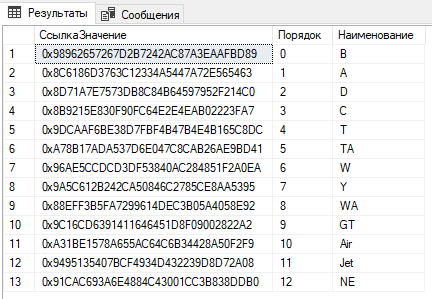 Результаты Сообщения
СсылкаЗначение Порядок Наименование
1 0x98962657267D2B7242AC87A3EAAFBD89 0 B
2 0x8C6186D3763C12334A5447A72E565463 1 A
3 0x8D71A7E7573DB8C84B64597952F214C0 2 D
4 0x8B9215E830F90FC64E2E4EAB02223FA7 3 C
5 0x9DCAAF6BE38D7FBF4B47B4E4B165C8DC 4 T
6 0xA78B17ADA537D6E047C8CAB26AE9BD41 5 TA
7 0x96AE5CCDCD3DF53840AC284851F2A0EA 6 W
8 0x9A5C612B242CA50846C2785CE8AA5395 7 Y
9 0x88EFF3B5FA7299614DEC3B05A4058E92 8 WA
10 0x9C16CD6391411646451D8F09002822A2 9 GT
11 0xA31BE1578A655AC64C6B34428A50F2F9 10 Air
12 0x9495135407BCF4934D432239D8D72A08 11 Jet
13 0x91CAC693A6E4884C43001CC3B838DDB0 12 NE